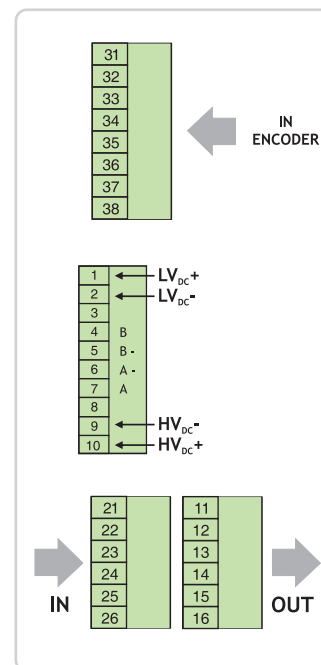 31
32
33
34
35
36
37
38
IN
ENCODER
1 LVDC+
2 LVDC-
3
4 B
5 B -
6 A -
7 A
8
9 HVDC-
10 HVDC+
21 11
22 12
23 13
24 14
25 15
26 16
IN OUT